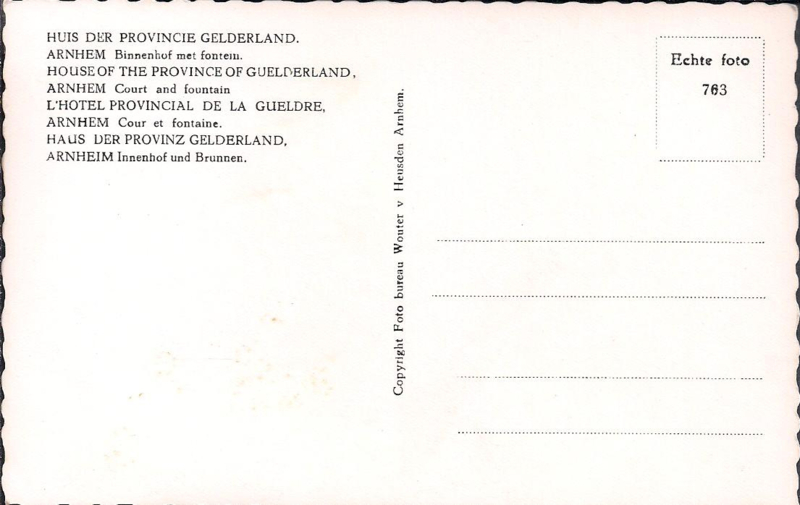 HUIS DER PROVINCIE GELDERLAND.
ARNHEM Binnenhof met fontein.
HOUSE OF THE PROVINCE OF GUELDERLAND,
ARNHEM Court and fountain
L'HOTEL PROVINCIAL DE LA GUELDRE,
ARNHEM Cour et fontaine.
HAUS DER PROVINZ GELDERLAND,
ARNHEIM Innenhof und Brunnen.
Copyright Foto bureau Wouter v Heusden Arnhem.
Echte foto
763